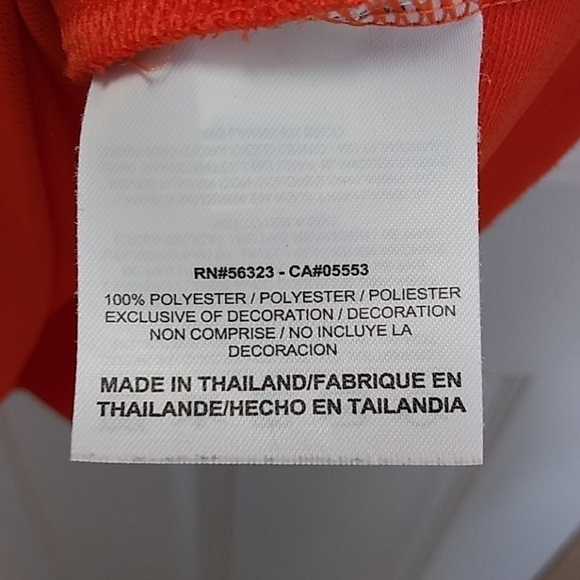 RN#56323 - CA#05553
100% POLYESTER / POLYESTER / POLIESTER
EXCLUSIVE OF DECORATION / DECORATION
NON COMPRISE / NO INCLUYE LA
DECORACION
MADE IN THAILAND/FABRIQUE EN
THAILANDE/HECHO EN TAILANDIA